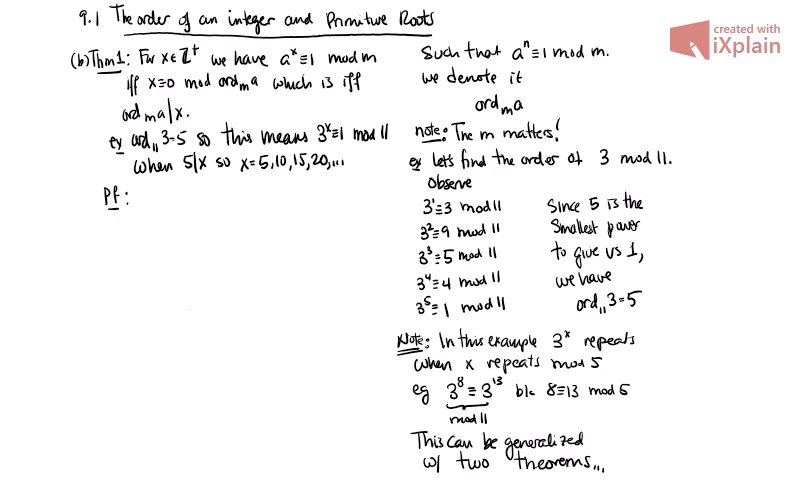 9.1 The order of an integer and Primitive Roots
(b) Thm 1: For x∈Z⁺ we have aˣ≡1 mod m
iff x≡0 mod ordₘa which is iff
ordₘa|x.
ex ord₁₁3=5 so this means 3ˣ≡1 mod 11
when 5|x so x=5,10,15,20,...
Pf:
Such that aⁿ≡1 mod m.
We denote it
ordₘa
note: The m matters!
ex let's find the order of 3 mod 11.
Observe
3¹≡3 mod 11
3²≡9 mod 11
3³≡5 mod 11
3⁴≡4 mod 11
3⁵≡1 mod 11
Since 5 is the
Smallest power
to give us 1,
we have
ord₁₁3=5
Note: In this example 3ˣ repeats
when x repeats mod 5
eg 3⁸≡3¹³ b/c 8≡13 mod 5
mod 11
This can be generalized
w/ two theorems...
created with
iXplain